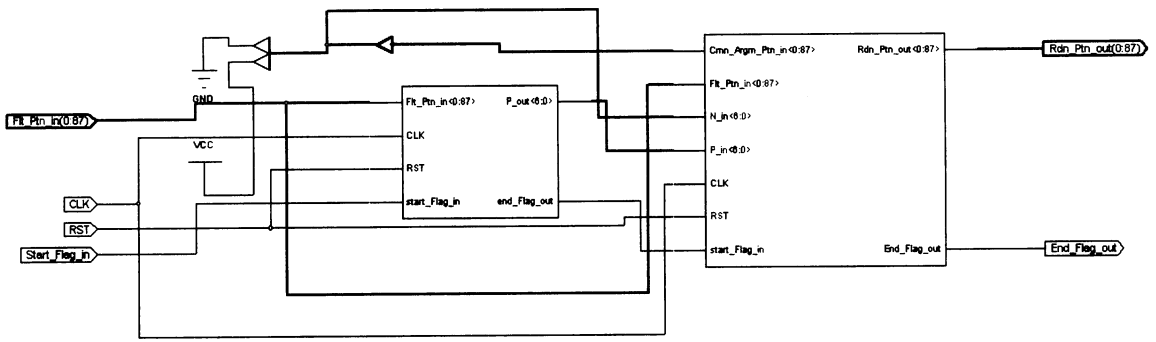 Cmn_Argm_Ptn_in<0:87>
Rdn_Ptn_out<0:87>
Rdn_Ptn_out(0:87)
Flt_Ptn_in<0:87>
GND
Flt_Ptn_in<0:87>
P_out<6:0>
Flt_Ptn_in(0:87)
N_in<6:0>
CLK
VCC
P_in<6:0>
RST
CLK
CLK
start_Flag_in
end_Flag_out
RST
RST
Start_Flag_in
start_Flag_in
End_Flag_out
End_Flag_out